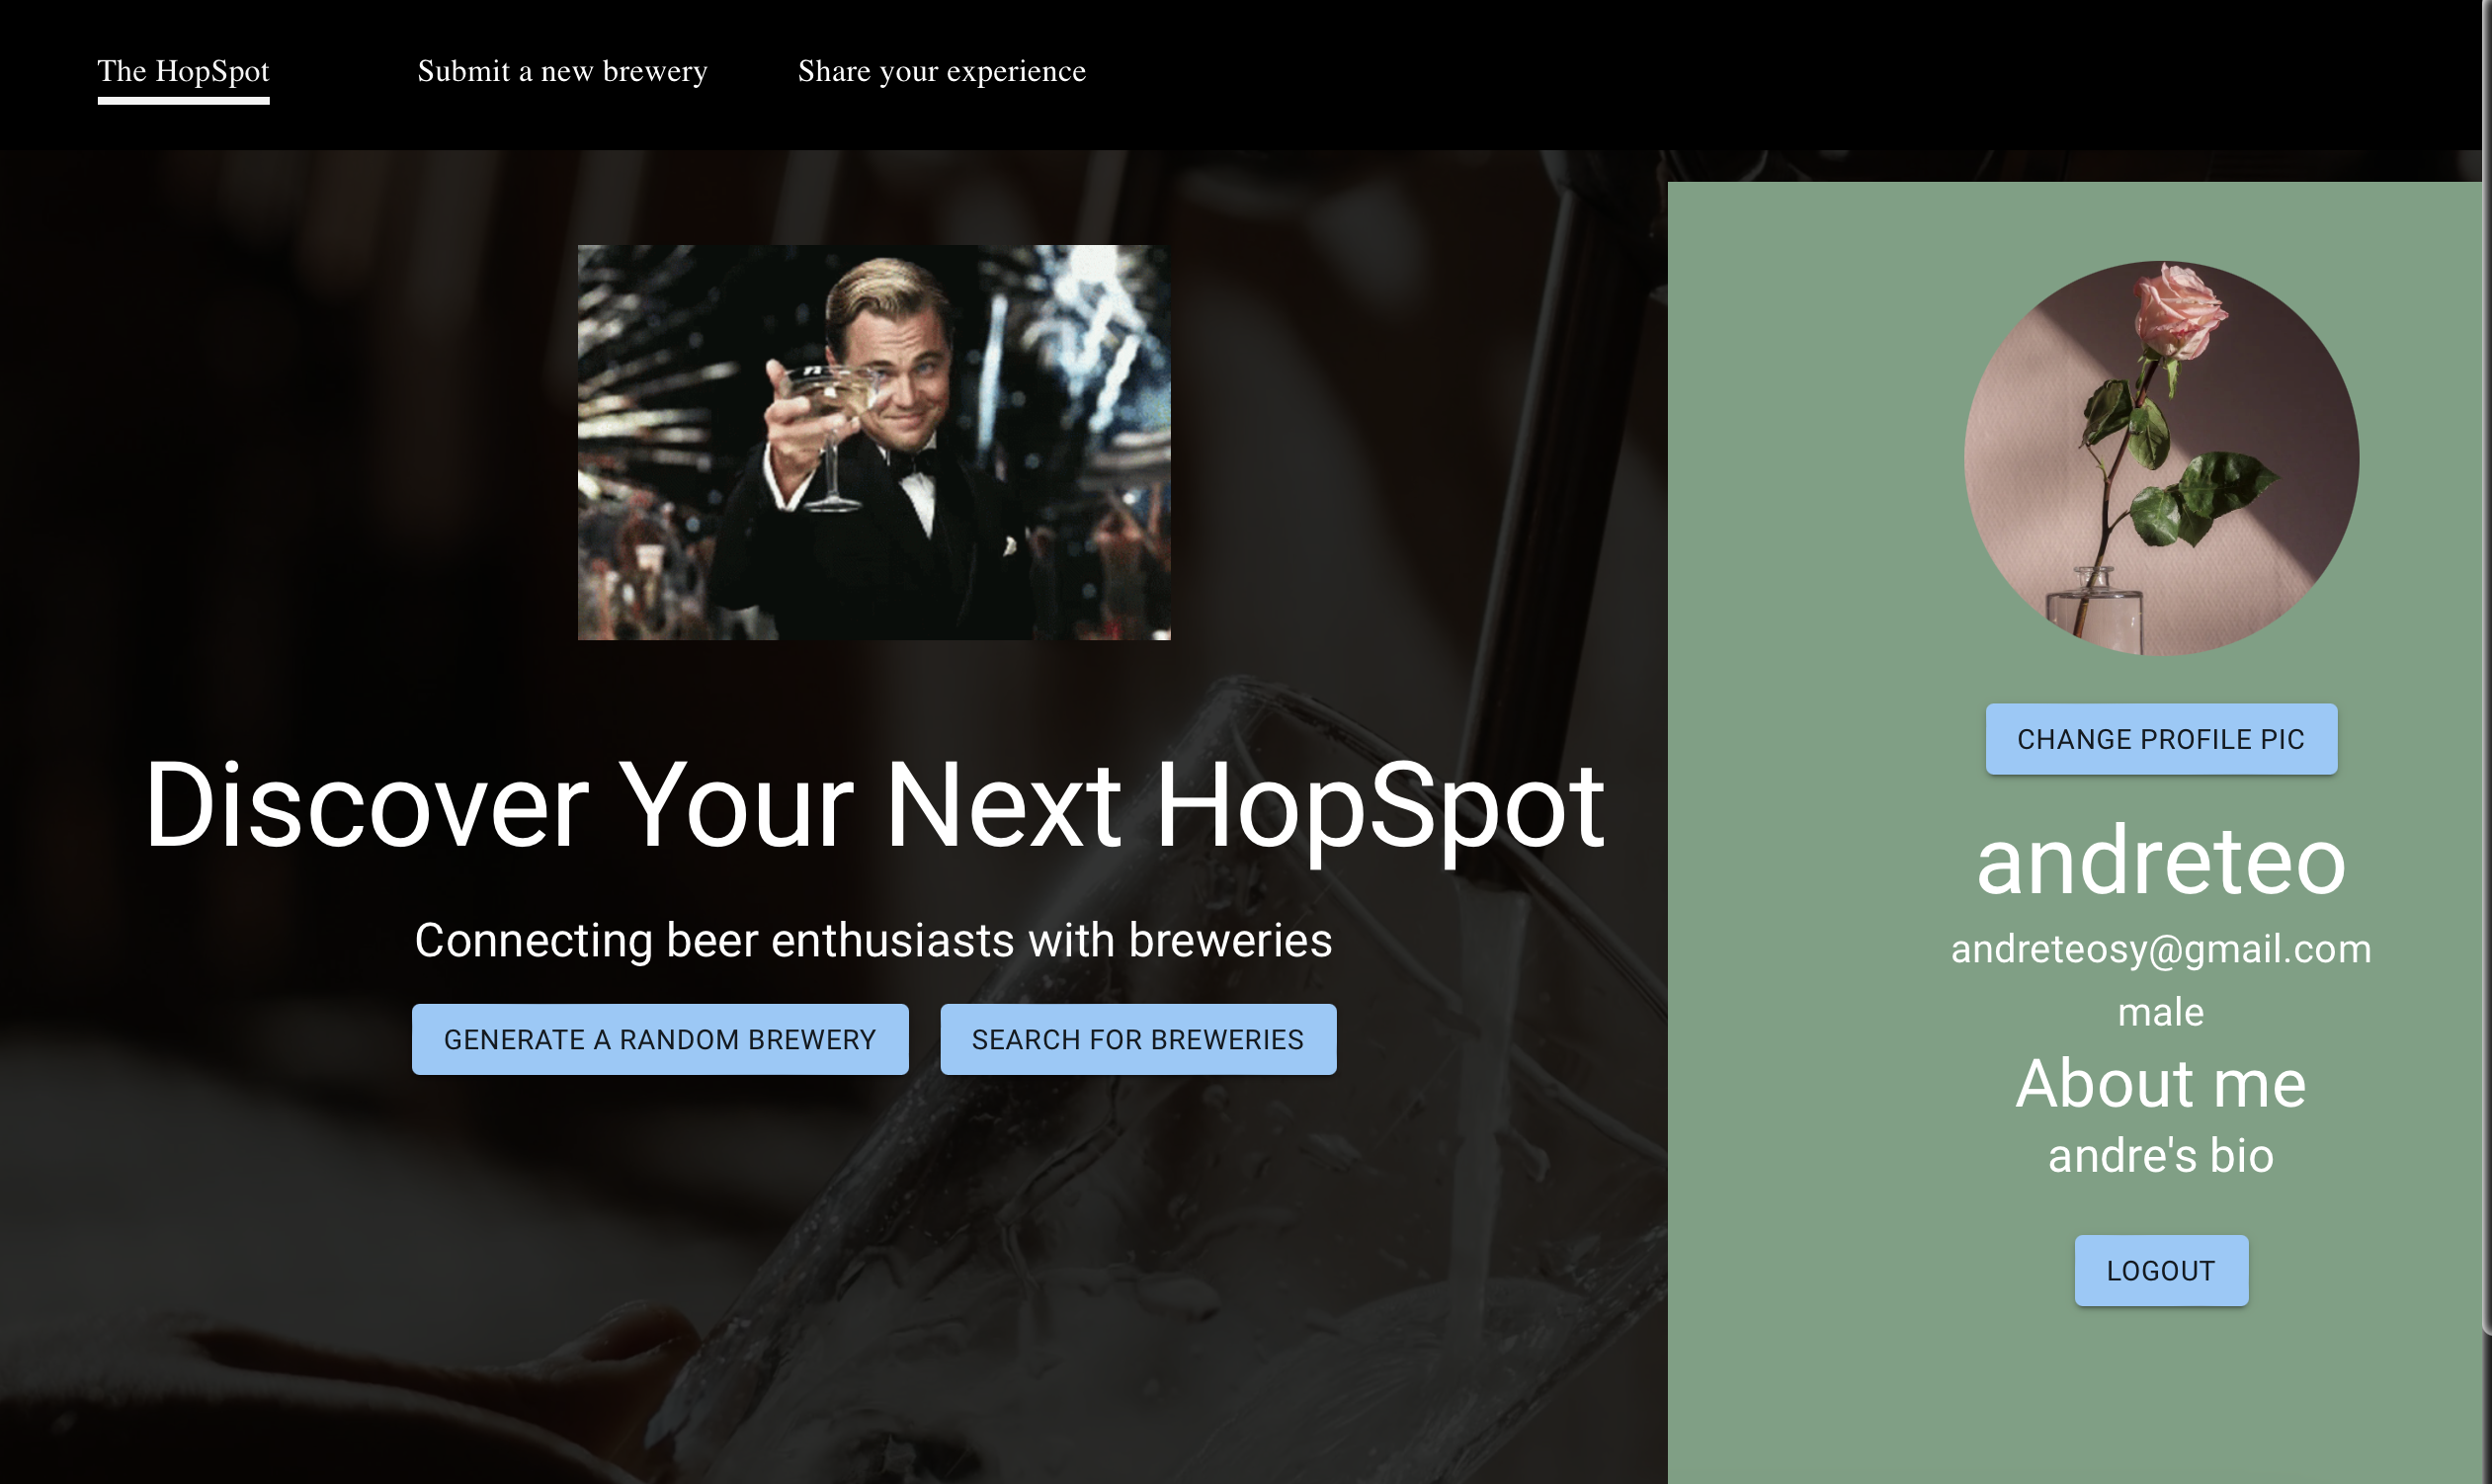 The HopSpot
Submit a new brewery
Share your experience
Discover Your Next HopSpot
Connecting beer enthusiasts with breweries
GENERATE A RANDOM BREWERY
SEARCH FOR BREWERIES
CHANGE PROFILE PIC
andreteo
andreteosy@gmail.com
male
About me
andre's bio
LOGOUT